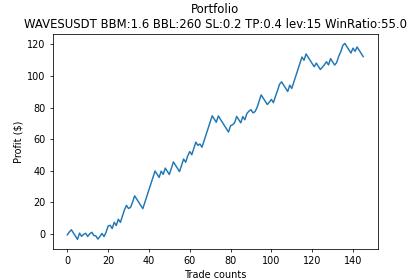 Portfolio
WAVESUSDT BBM:1.6 BBL:260 SL:0.2 TP:0.4 lev:15 WinRatio:55.0
120
100
80
60
40
20
0
Profit ($)
0 20 40 60 80 100 120 140
Trade counts